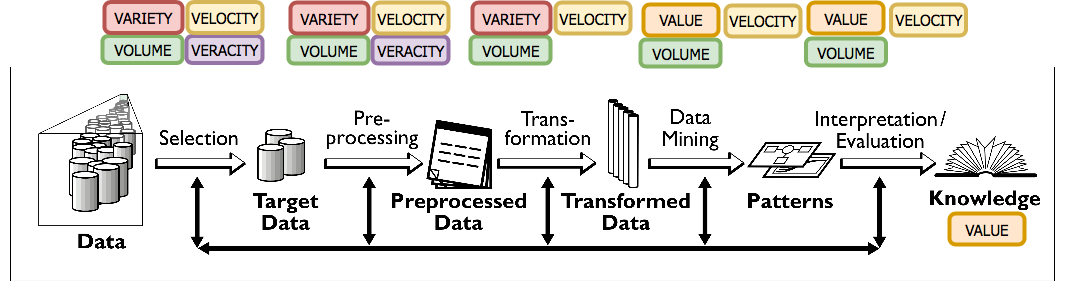 VARIETY VELOCITY
VOLUME VERACITY
VARIETY VELOCITY
VOLUME VERACITY
VARIETY VELOCITY
VOLUME
VALUE VELOCITY
VOLUME
VALUE VELOCITY
VOLUME
Data
Selection
Target
Data
Pre-
processing
Preprocessed
Data
Trans-
formation
Transformed
Data
Data
Mining
Patterns
Interpretation/
Evaluation
Knowledge
VALUE